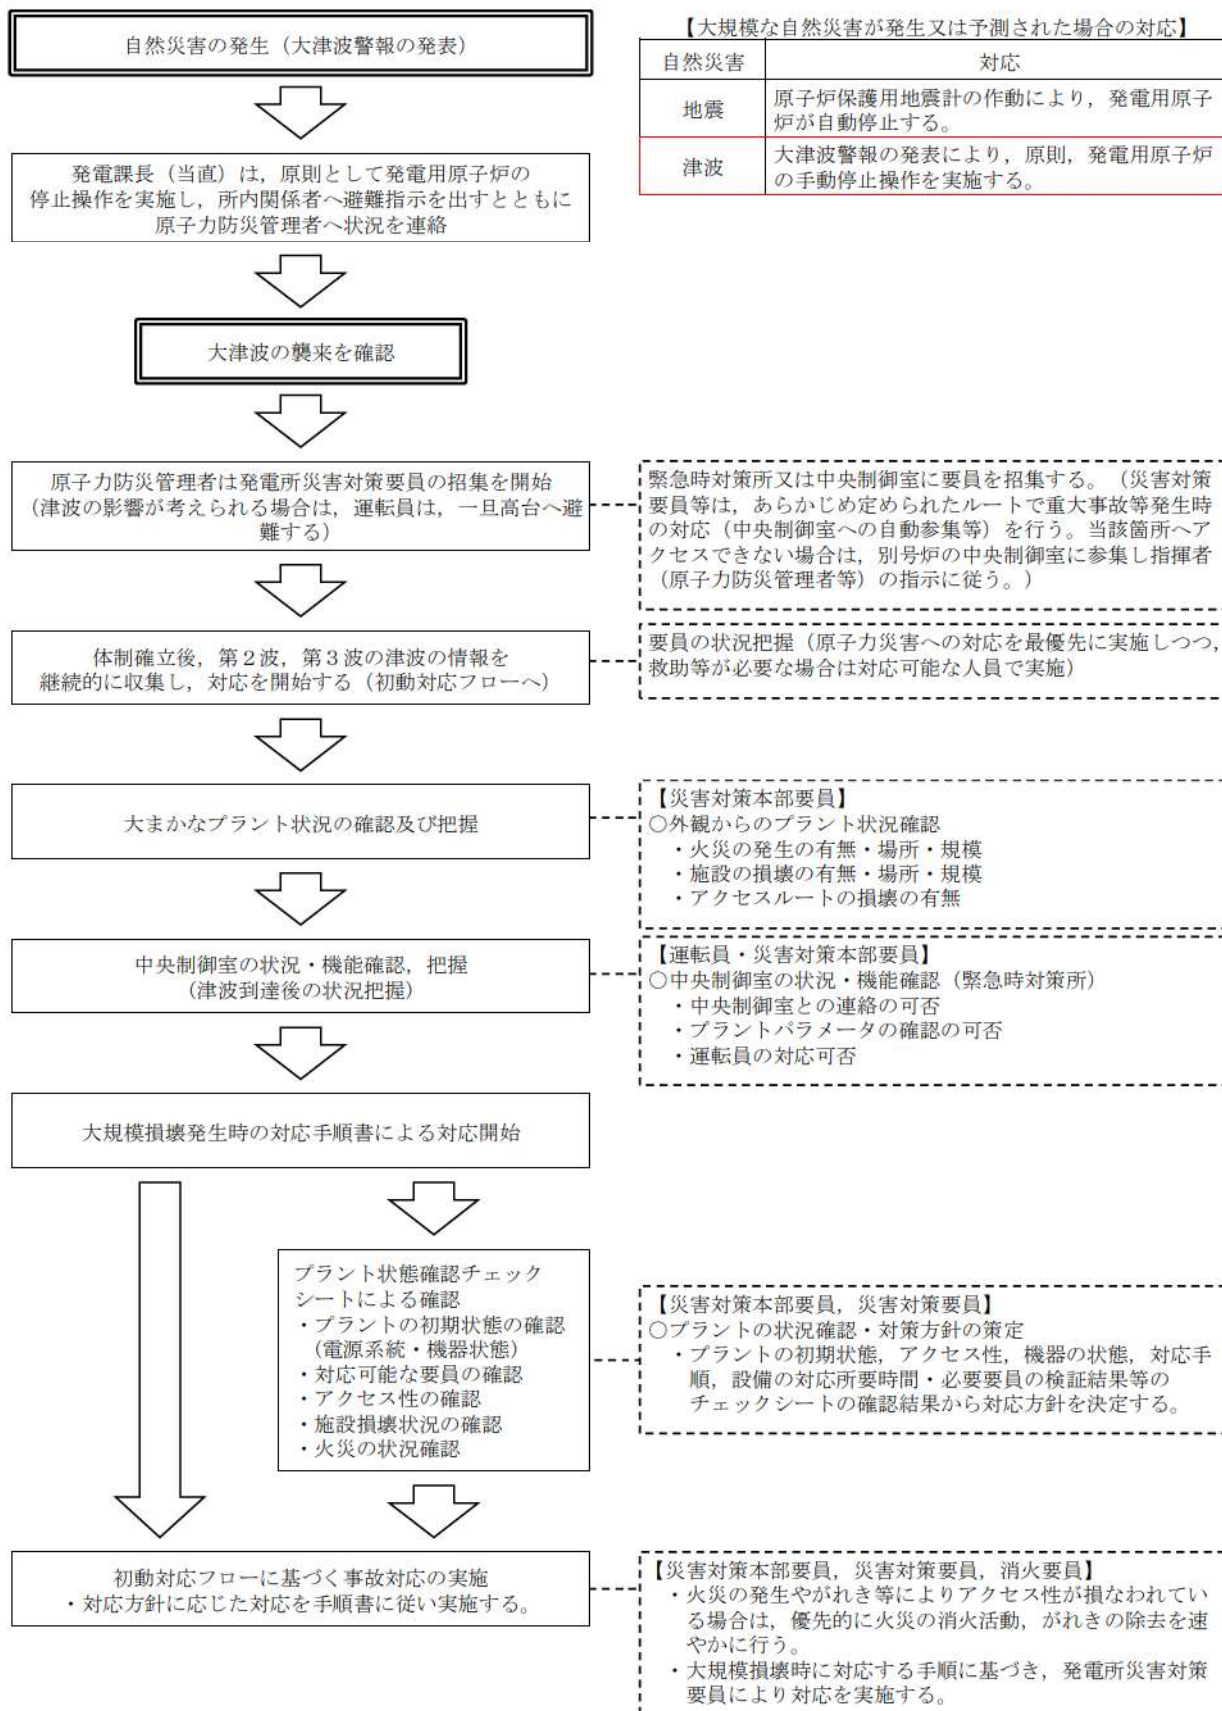 自然災害の発生（大津波警報の発表）
【大規模な自然災害が発生又は予測された場合の対応】
自然災害
対応
地震
原子炉保護用地震計の作動により，発電用原子
炉が自動停止する。
津波
大津波警報の発表により，原則，発電用原子炉
の手動停止操作を実施する。
発電課長（当直）は，原則として発電用原子炉の
停止操作を実施し，所内関係者へ避難指示を出すとともに
原子力防災管理者へ状況を連絡
大津波の襲来を確認
原子力防災管理者は発電所災害対策要員の招集を開始
（津波の影響が考えられる場合は，運転員は，一旦高台へ避
難する）
緊急時対策所又は中央制御室に要員を招集する。（災害対策
要員等は，あらかじめ定められたルートで重大事故等発生時
の対応（中央制御室への自動参集等）を行う。当該箇所へア
クセスできない場合は，別号炉の中央制御室に参集し指揮者
（原子力防災管理者等）の指示に従う。）
体制確立後，第２波，第３波の津波の情報を
継続的に収集し，対応を開始する（初動対応フローへ）
要員の状況把握（原子力災害への対応を最優先に実施しつつ，
救助等が必要な場合は対応可能な人員で実施）
大まかなプラント状況の確認及び把握
【災害対策本部要員】
○外観からのプラント状況確認
・火災の発生の有無・場所・規模
・施設の損壊の有無・場所・規模
・アクセスルートの損壊の有無
中央制御室の状況・機能確認，把握
（津波到達後の状況把握）
【運転員・災害対策本部要員】
○中央制御室の状況・機能確認（緊急時対策所）
・中央制御室との連絡の可否
・プラントパラメータの確認の可否
・運転員の対応可否
大規模損壊発生時の対応手順書による対応開始
プラント状態確認チェック
シートによる確認
・プラントの初期状態の確認
（電源系統・機器状態）
・対応可能な要員の確認
・アクセス性の確認
・施設損壊状況の確認
・火災の状況確認
【災害対策本部要員，災害対策要員】
○プラントの状況確認・対策方針の策定
・プラントの初期状態，アクセス性，機器の状態，対応手
順，設備の対応所要時間・必要要員の検証結果等の
チェックシートの確認結果から対応方針を決定する。
初動対応フローに基づく事故対応の実施
・対応方針に応じた対応を手順書に従い実施する。
【災害対策本部要員，災害対策要員，消火要員】
・火災の発生やがれき等によりアクセス性が損なわれてい
る場合は，優先的に火災の消火活動，がれきの除去を速
やかに行う。
・大規模損壊時に対応する手順に基づき，発電所災害対策
要員により対応を実施する。